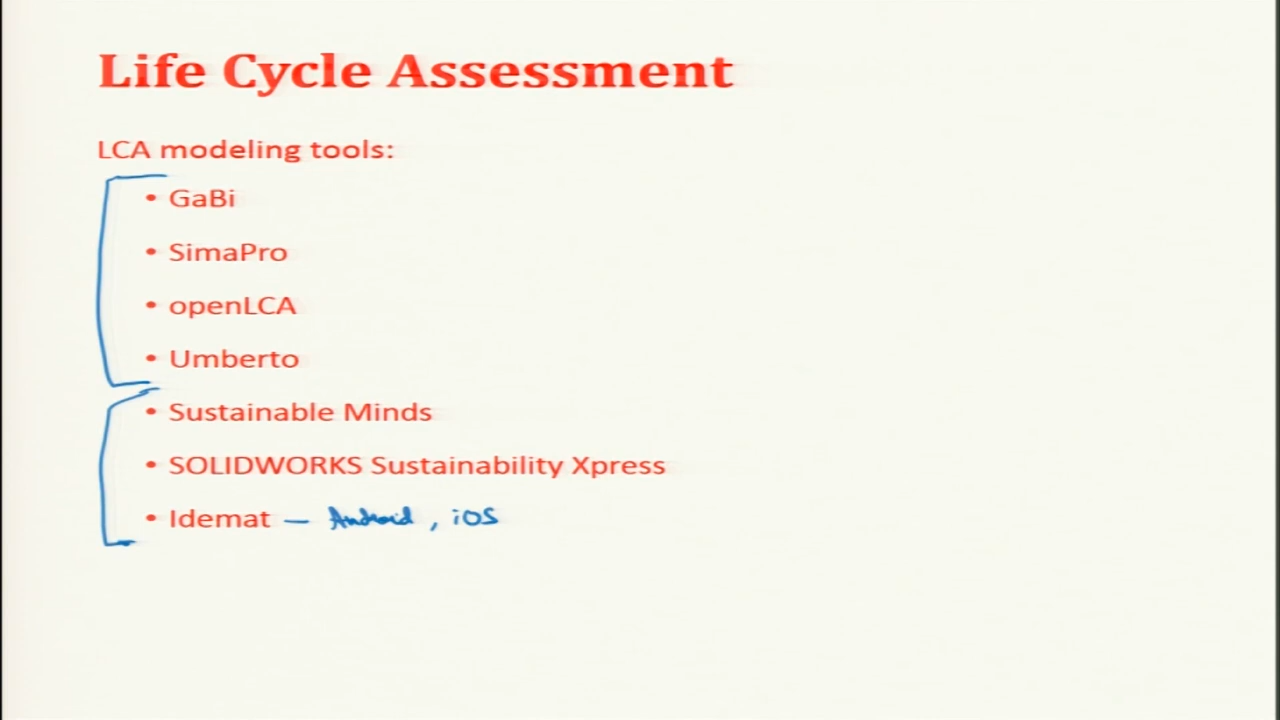 Life Cycle Assessment
LCA modeling tools:
• GaBi
• SimaPro
• openLCA
• Umberto
• Sustainable Minds
• SOLIDWORKS Sustainability Xpress
• Idemat — Android, iOS